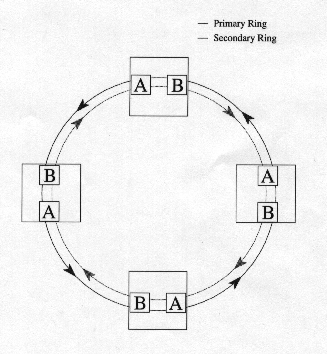 Primary Ring
Secondary Ring
A B
B
A
A
B
B A